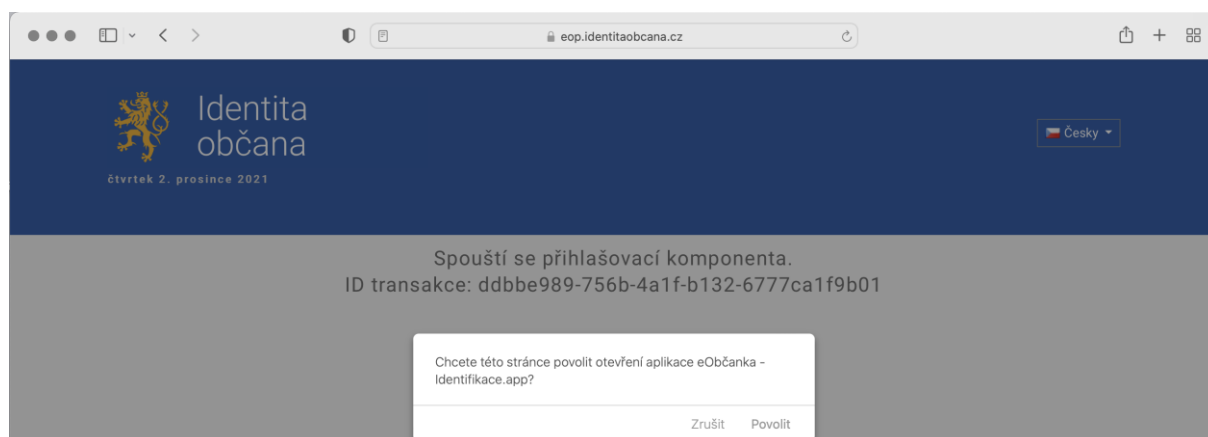 eop.identitaobcana.cz
Identita
občana
čtvrtek 2. prosince 2021
Česky
Spouští se přihlašovací komponenta.
ID transakce: ddbbe989-756b-4a1f-b132-6777ca1f9b01
Chcete této stránce povolit otevření aplikace eObčanka -
Identifikace.app?
Zrušit Povolit